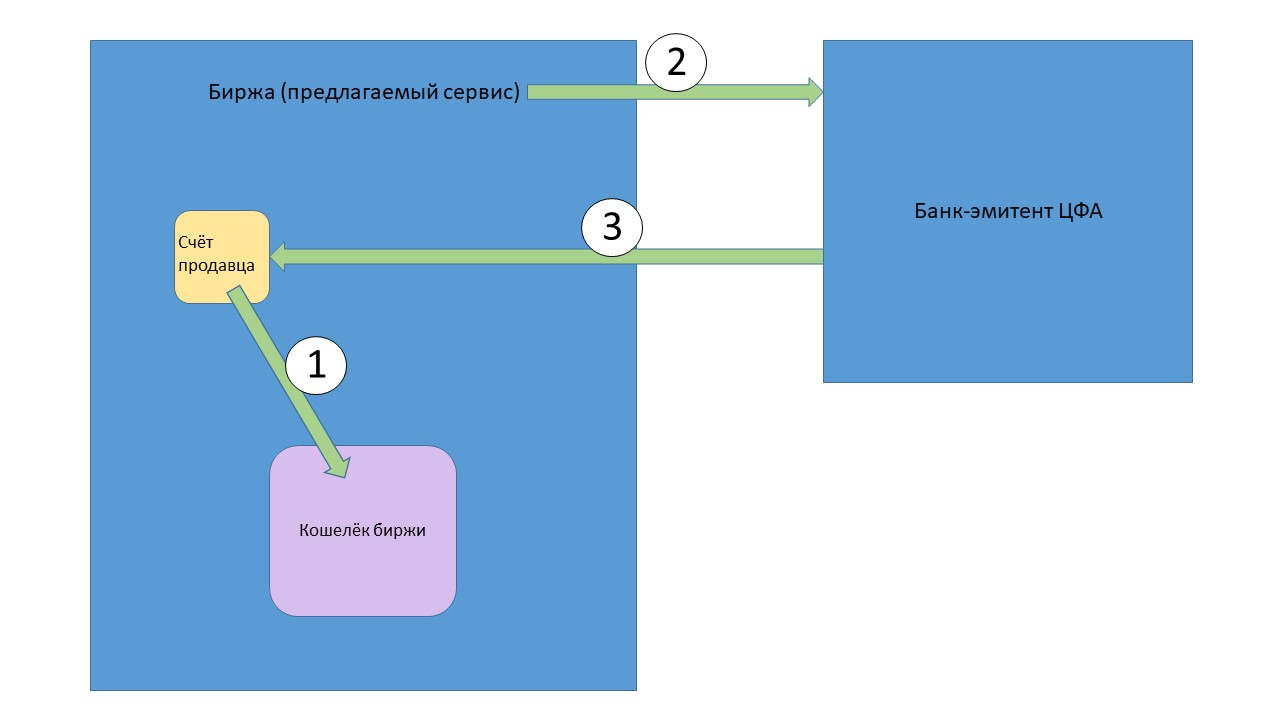 2
Биржа (предлагаемый сервис)
Банк-эмитент ЦФА
3
Счёт
продавца
1
Кошелёк биржи